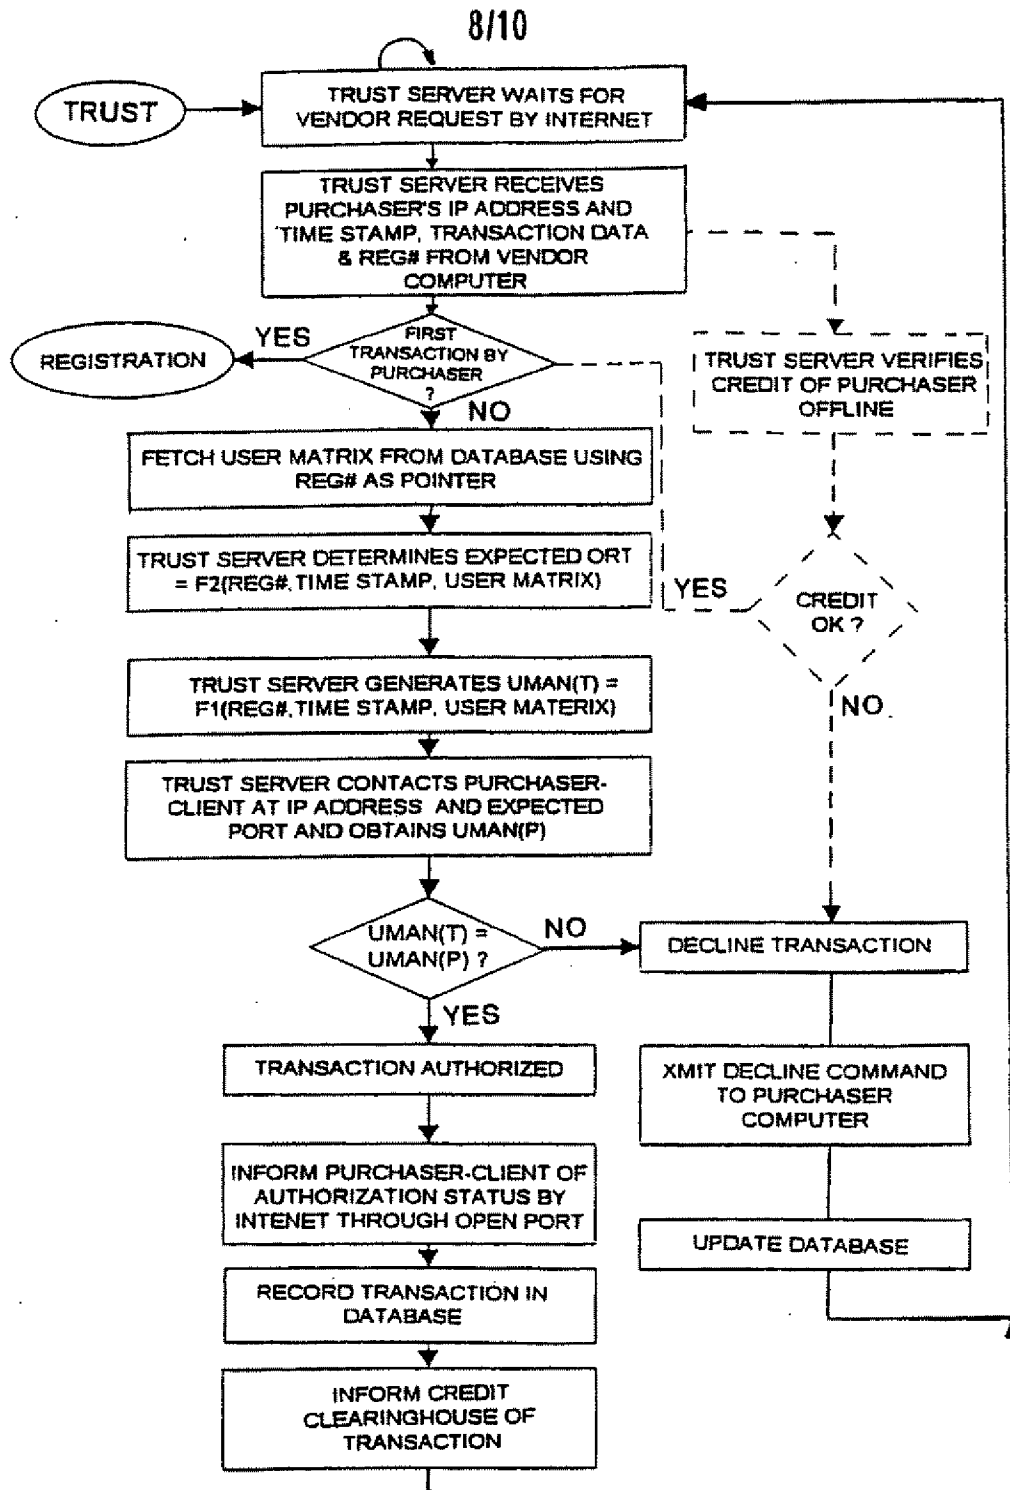 8/10
TRUST
TRUST SERVER WAITS FOR
VENDOR REQUEST BY INTERNET
TRUST SERVER RECEIVES
PURCHASER'S IP ADDRESS AND
TIME STAMP, TRANSACTION DATA
& REG# FROM VENDOR
COMPUTER
REGISTRATION
YES
FIRST
TRANSACTION BY
PURCHASER
?
NO
TRUST SERVER VERIFIES
CREDIT OF PURCHASER
OFFLINE
FETCH USER MATRIX FROM DATABASE USING
REG# AS POINTER
TRUST SERVER DETERMINES EXPECTED ORT
= F2(REG#,TIME STAMP, USER MATRIX)
YES
CREDIT
OK ?
NO
TRUST SERVER GENERATES UMAN(T) =
F1(REG#,TIME STAMP, USER MATERIX)
TRUST SERVER CONTACTS PURCHASER-
CLIENT AT IP ADDRESS AND EXPECTED
PORT AND OBTAINS UMAN(P)
UMAN(T) =
UMAN(P) ?
NO
DECLINE TRANSACTION
YES
TRANSACTION AUTHORIZED
XMIT DECLINE COMMAND
TO PURCHASER
COMPUTER
INFORM PURCHASER-CLIENT OF
AUTHORIZATION STATUS BY
INTENET THROUGH OPEN PORT
UPDATE DATABASE
RECORD TRANSACTION IN
DATABASE
INFORM CREDIT
CLEARINGHOUSE OF
TRANSACTION